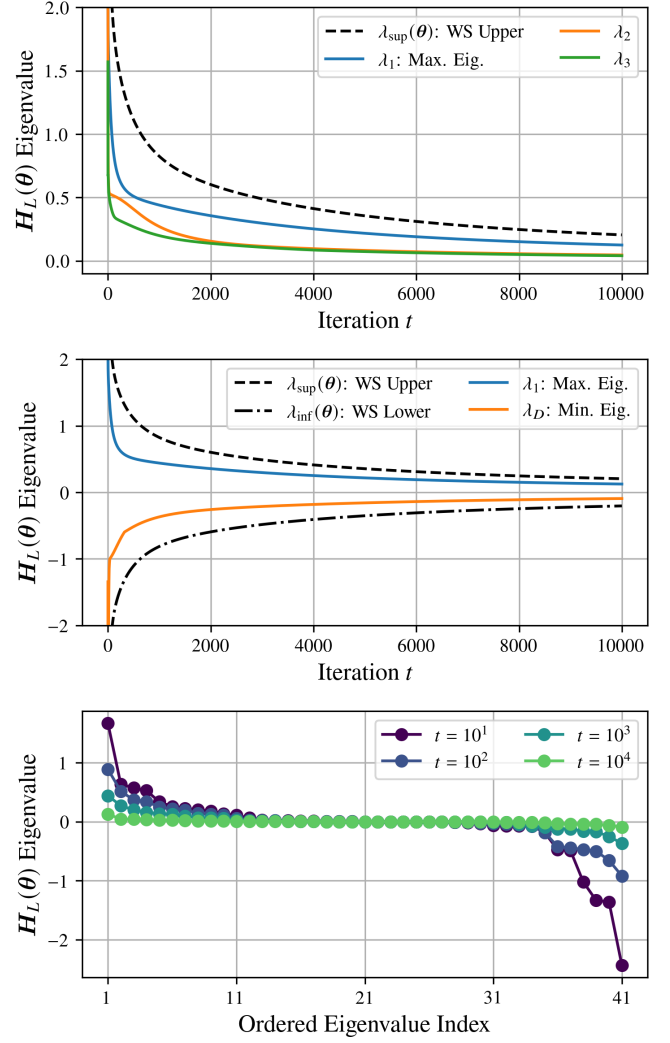 H_L(θ) Eigenvalue
2.0
1.5
1.0
0.5
0.0
λ_sup(θ): WS Upper
λ_1: Max. Eig.
λ_2
λ_3
0 2000 4000 6000 8000 10000
Iteration t
H_L(θ) Eigenvalue
2
1
0
−1
−2
λ_sup(θ): WS Upper
λ_inf(θ): WS Lower
λ_1: Max. Eig.
λ_D: Min. Eig.
0 2000 4000 6000 8000 10000
Iteration t
H_L(θ) Eigenvalue
1
0
−1
−2
t = 10^1
t = 10^2
t = 10^3
t = 10^4
1 11 21 31 41
Ordered Eigenvalue Index